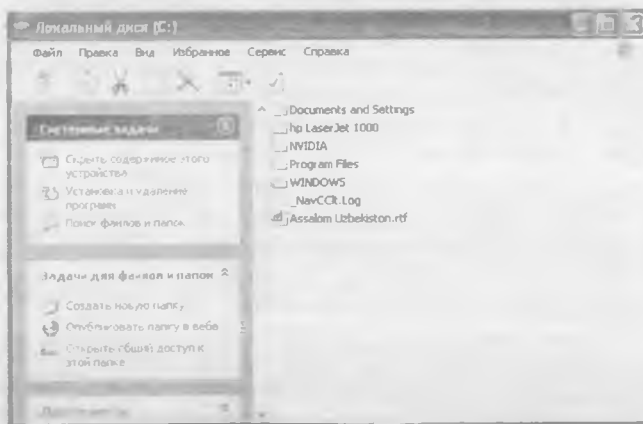 Локальный диск (C:)
Файл Правка Вид Избранное Сервис Справка
Системные задачи
Скрыть содержимое этого
устройства
Установка и удаление
программ
Поиск файлов и папок
Задачи для файлов и папок
Создать новую папку
Опубликовать папку в вебе
Открыть общий доступ к
этой папке
Documents and Settings
hp LaserJet 1000
NVIDIA
Program Files
WINDOWS
_NavCClt.Log
Assalom Uzbekiston.rtf